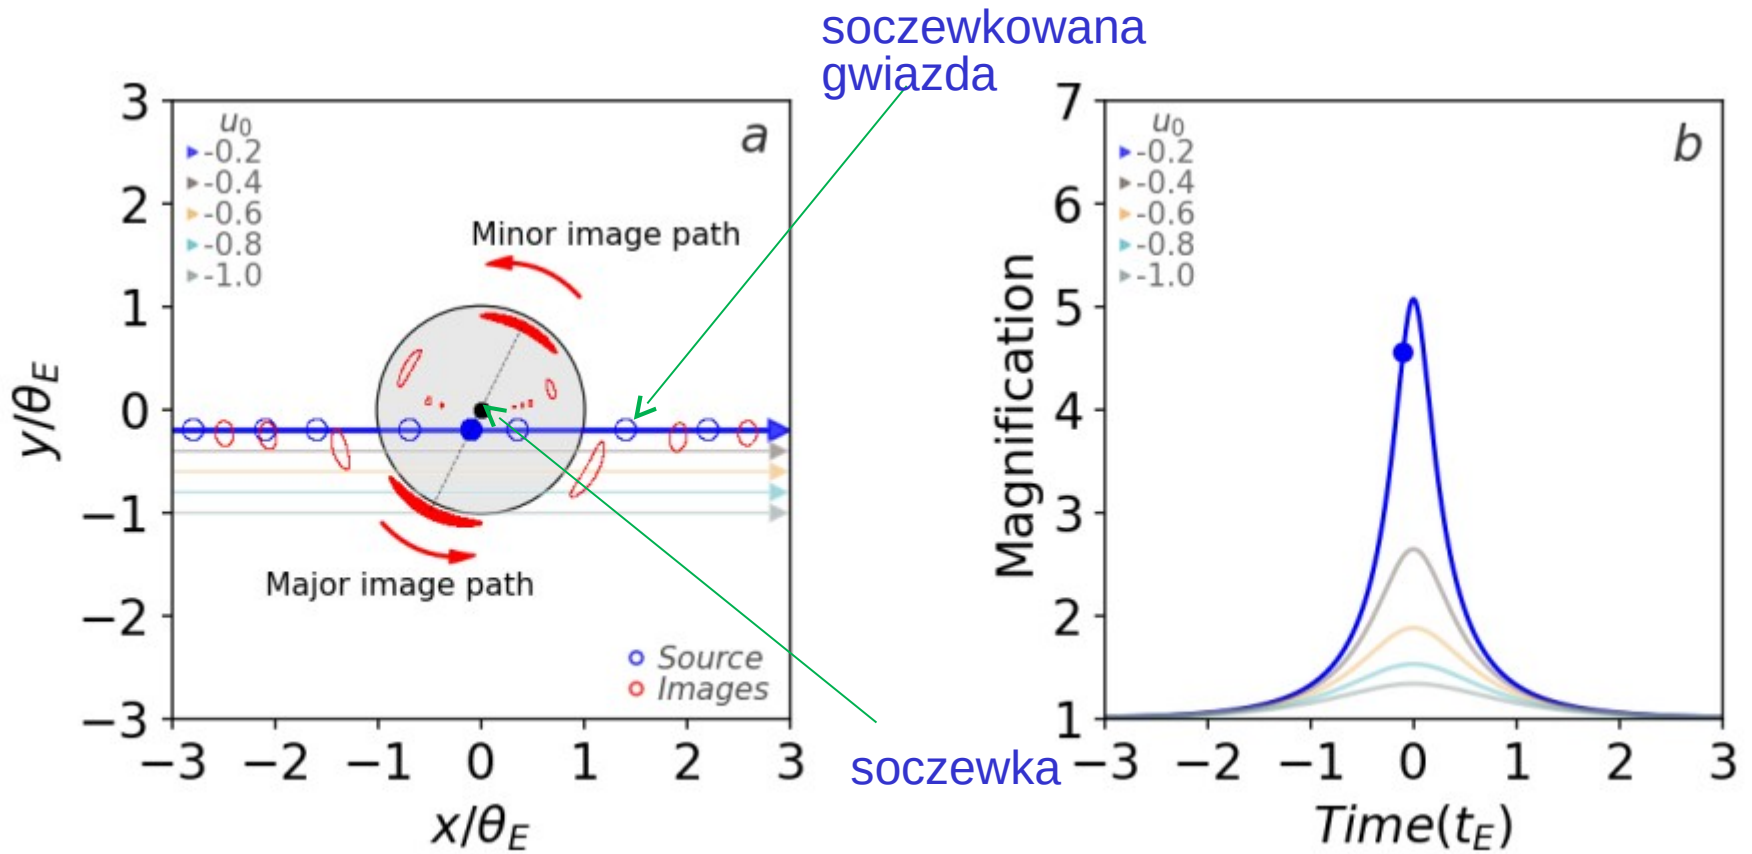 soczewkowana
gwiazda
3
2
1
0
−1
−2
−3
y/θE
u0
-0.2
-0.4
-0.6
-0.8
-1.0
a
Minor image path
Major image path
Source
Images
−3 −2 −1 0 1 2 3
x/θE
soczewka
7
6
5
4
3
2
1
Magnification
u0
-0.2
-0.4
-0.6
-0.8
-1.0
b
−3 −2 −1 0 1 2 3
Time(tE)